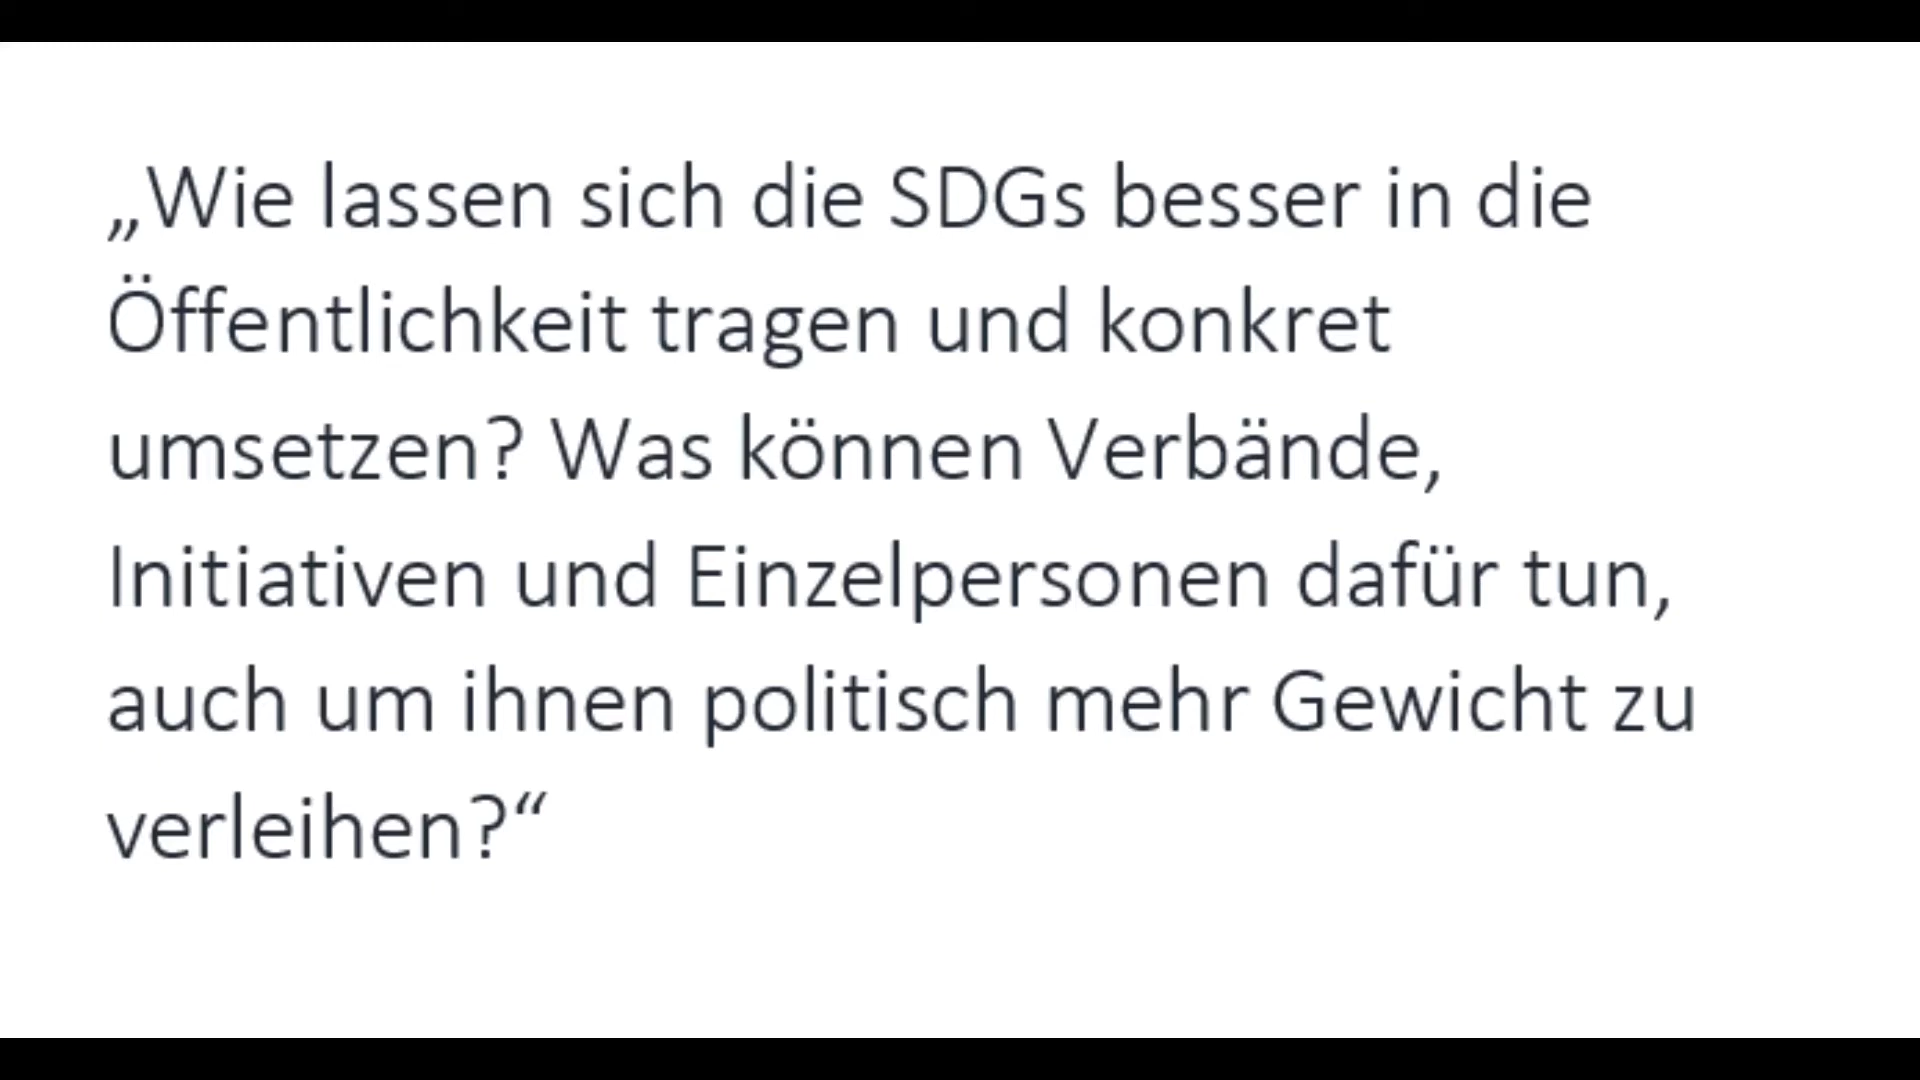 „Wie lassen sich die SDGs besser in die
Öffentlichkeit tragen und konkret
umsetzen? Was können Verbände,
Initiativen und Einzelpersonen dafür tun,
auch um ihnen politisch mehr Gewicht zu
verleihen?“